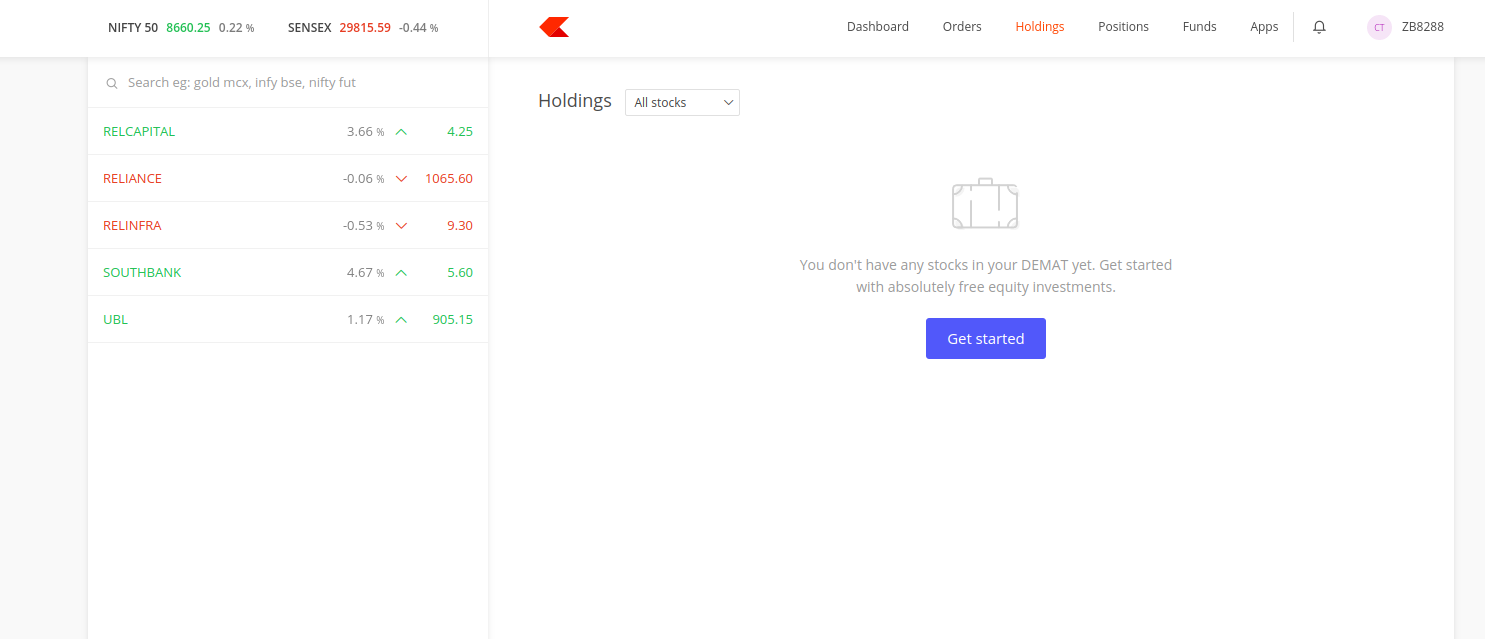 NIFTY 50 8660.25 0.22 % SENSEX 29815.59 -0.44 %
Dashboard Orders Holdings Positions Funds Apps CT ZB8288
Search eg: gold mcx, infy bse, nifty fut
RELCAPITAL 3.66 % 4.25
RELIANCE -0.06 % 1065.60
RELINFRA -0.53 % 9.30
SOUTHBANK 4.67 % 5.60
UBL 1.17 % 905.15
Holdings All stocks
You don't have any stocks in your DEMAT yet. Get started
with absolutely free equity investments.
Get started